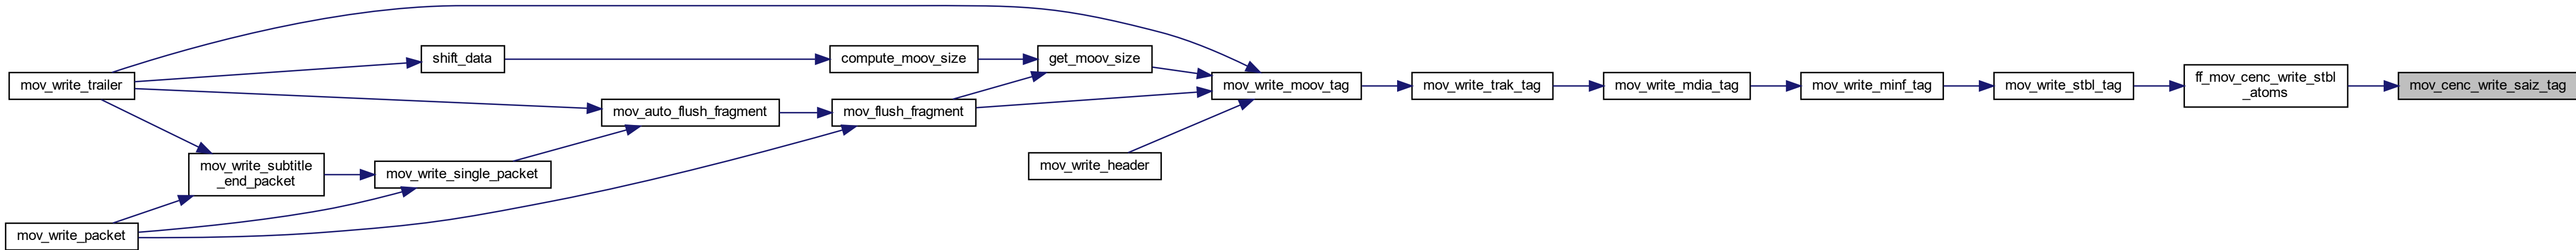 mov_write_trailer
shift_data
compute_moov_size
get_moov_size
mov_auto_flush_fragment
mov_flush_fragment
mov_write_subtitle
_end_packet
mov_write_single_packet
mov_write_packet
mov_write_header
mov_write_moov_tag
mov_write_trak_tag
mov_write_mdia_tag
mov_write_minf_tag
mov_write_stbl_tag
ff_mov_cenc_write_stbl
_atoms
mov_cenc_write_saiz_tag